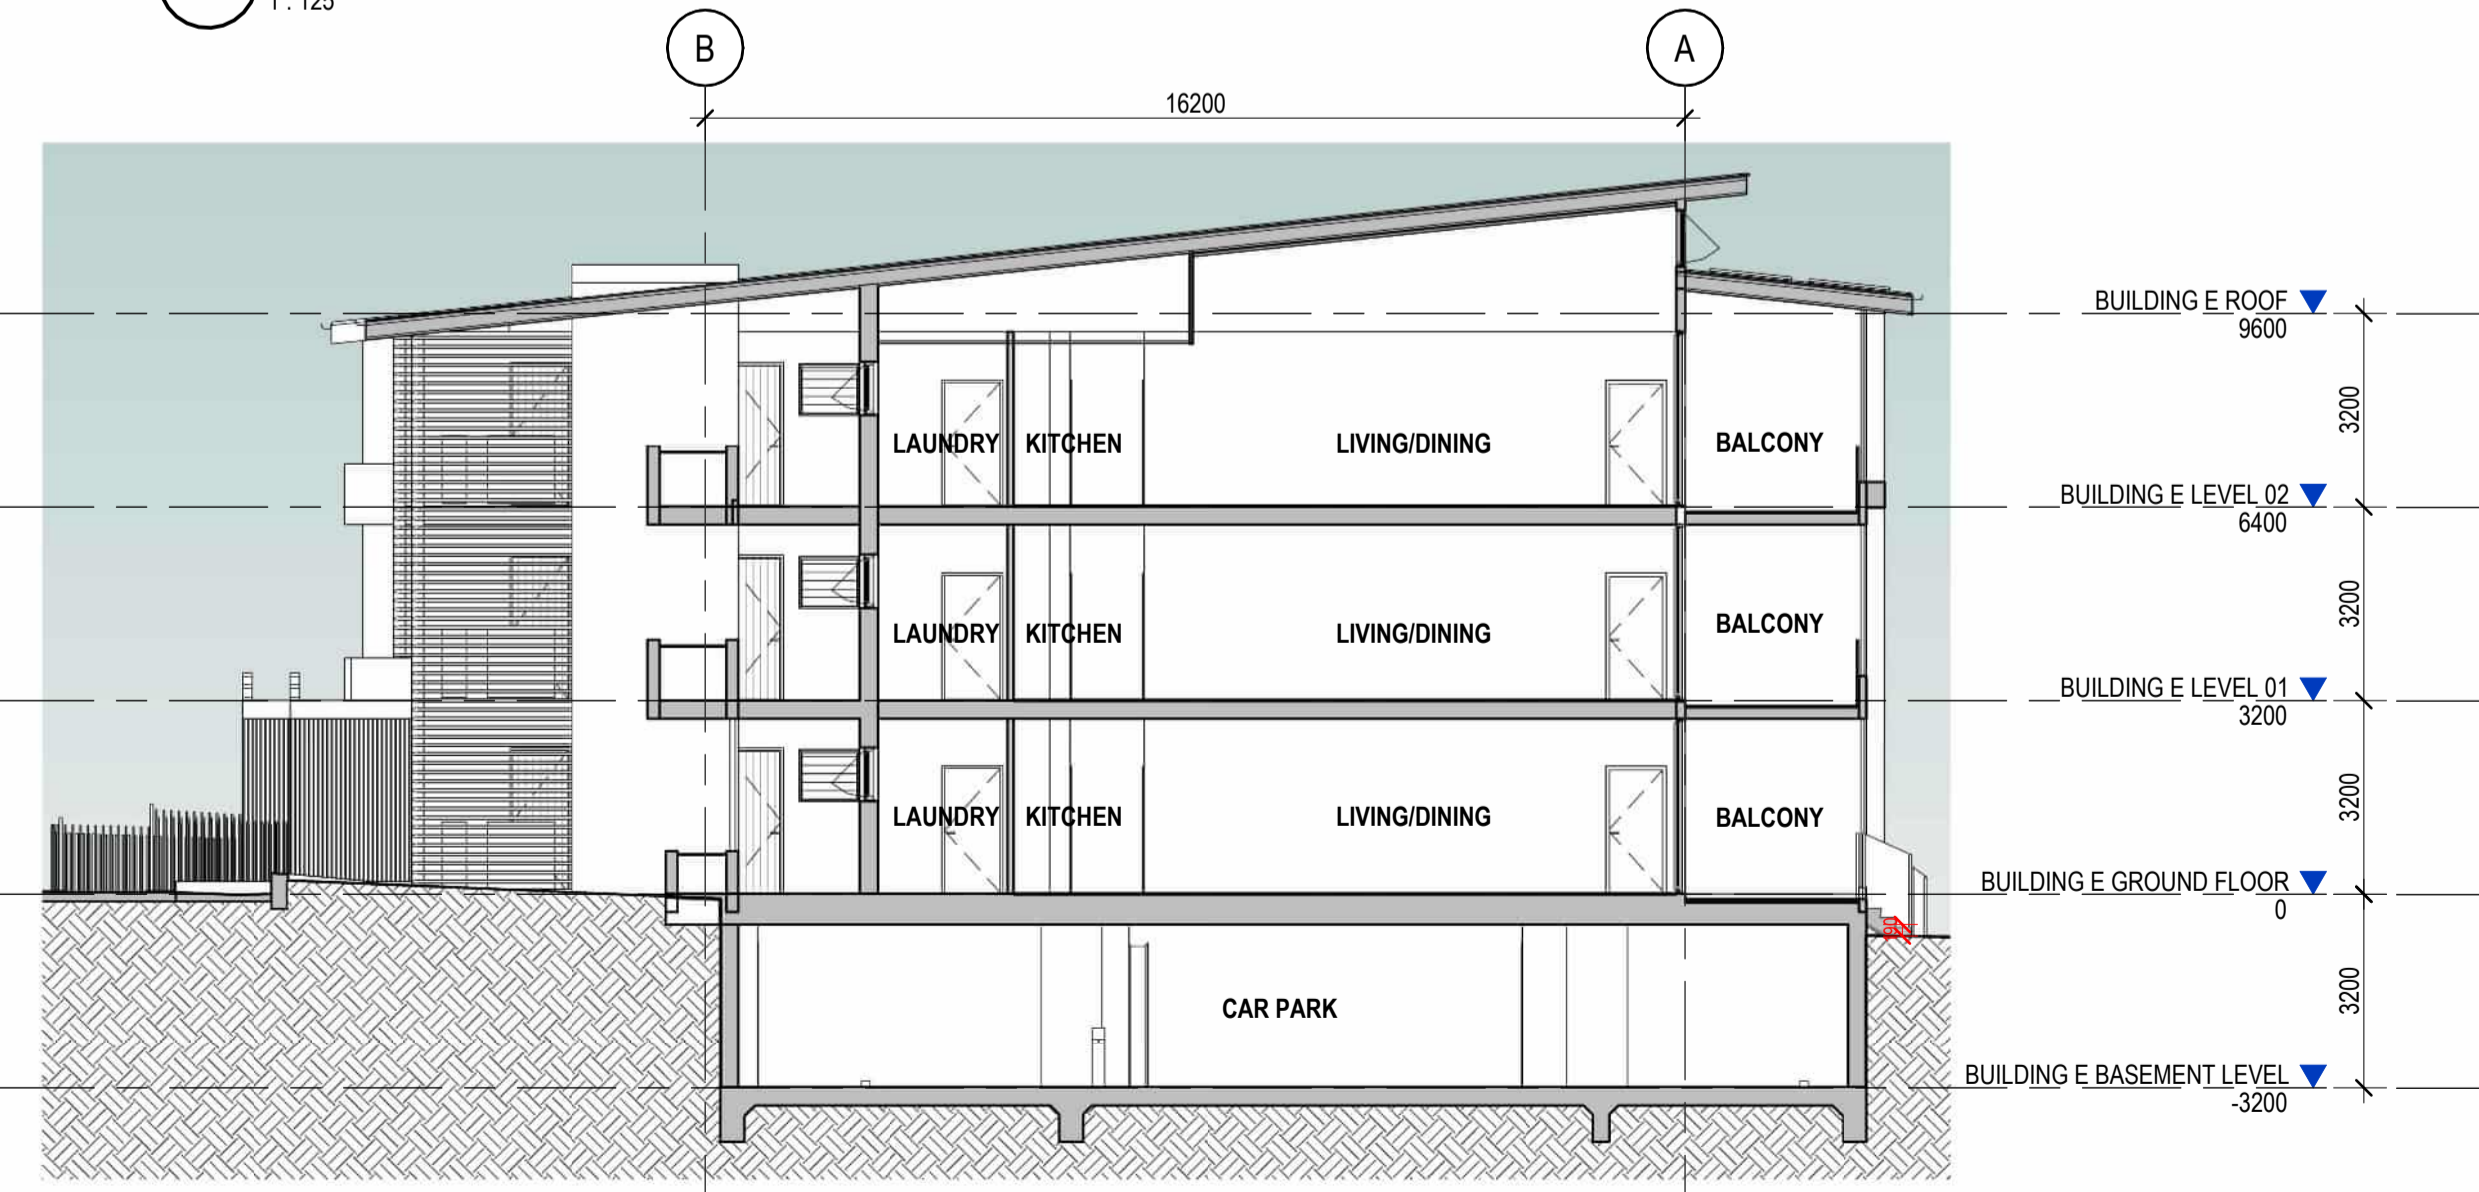 1 : 125
B
A
16200
BUILDING E ROOF
9600
3200
LAUNDRY KITCHEN LIVING/DINING BALCONY
BUILDING E LEVEL 02
6400
3200
LAUNDRY KITCHEN LIVING/DINING BALCONY
BUILDING E LEVEL 01
3200
3200
LAUNDRY KITCHEN LIVING/DINING BALCONY
BUILDING E GROUND FLOOR
0
190
3200
CAR PARK
BUILDING E BASEMENT LEVEL
-3200